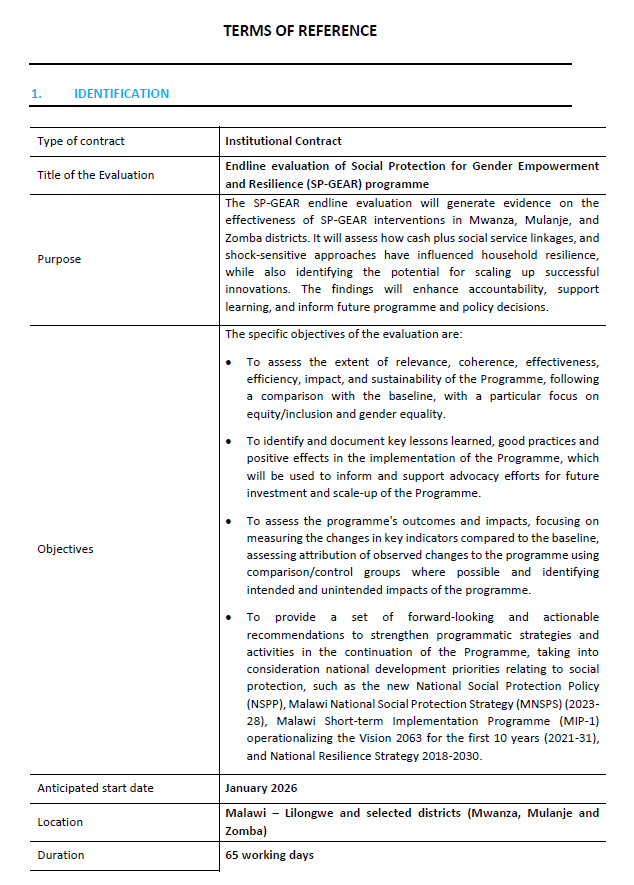 TERMS OF REFERENCE
1. IDENTIFICATION
Type of contract
Institutional Contract
Title of the Evaluation
Endline evaluation of Social Protection for Gender Empowerment
and Resilience (SP-GEAR) programme
Purpose
The SP-GEAR endline evaluation will generate evidence on the
effectiveness of SP-GEAR interventions in Mwanza, Mulanje, and
Zomba districts. It will assess how cash plus social service linkages, and
shock-sensitive approaches have influenced household resilience,
while also identifying the potential for scaling up successful
innovations. The findings will enhance accountability, support
learning, and inform future programme and policy decisions.
Objectives
The specific objectives of the evaluation are:
• To assess the extent of relevance, coherence, effectiveness,
efficiency, impact, and sustainability of the Programme, following
a comparison with the baseline, with a particular focus on
equity/inclusion and gender equality.
• To identify and document key lessons learned, good practices and
positive effects in the implementation of the Programme, which
will be used to inform and support advocacy efforts for future
investment and scale-up of the Programme.
• To assess the programme's outcomes and impacts, focusing on
measuring the changes in key indicators compared to the baseline,
assessing attribution of observed changes to the programme using
comparison/control groups where possible and identifying
intended and unintended impacts of the programme.
• To provide a set of forward-looking and actionable
recommendations to strengthen programmatic strategies and
activities in the continuation of the Programme, taking into
consideration national development priorities relating to social
protection, such as the new National Social Protection Policy
(NSPP), Malawi National Social Protection Strategy (MNSPS) (2023-
28), Malawi Short-term Implementation Programme (MIP-1)
operationalizing the Vision 2063 for the first 10 years (2021-31),
and National Resilience Strategy 2018-2030.
Anticipated start date
January 2026
Location
Malawi – Lilongwe and selected districts (Mwanza, Mulanje and
Zomba)
Duration
65 working days